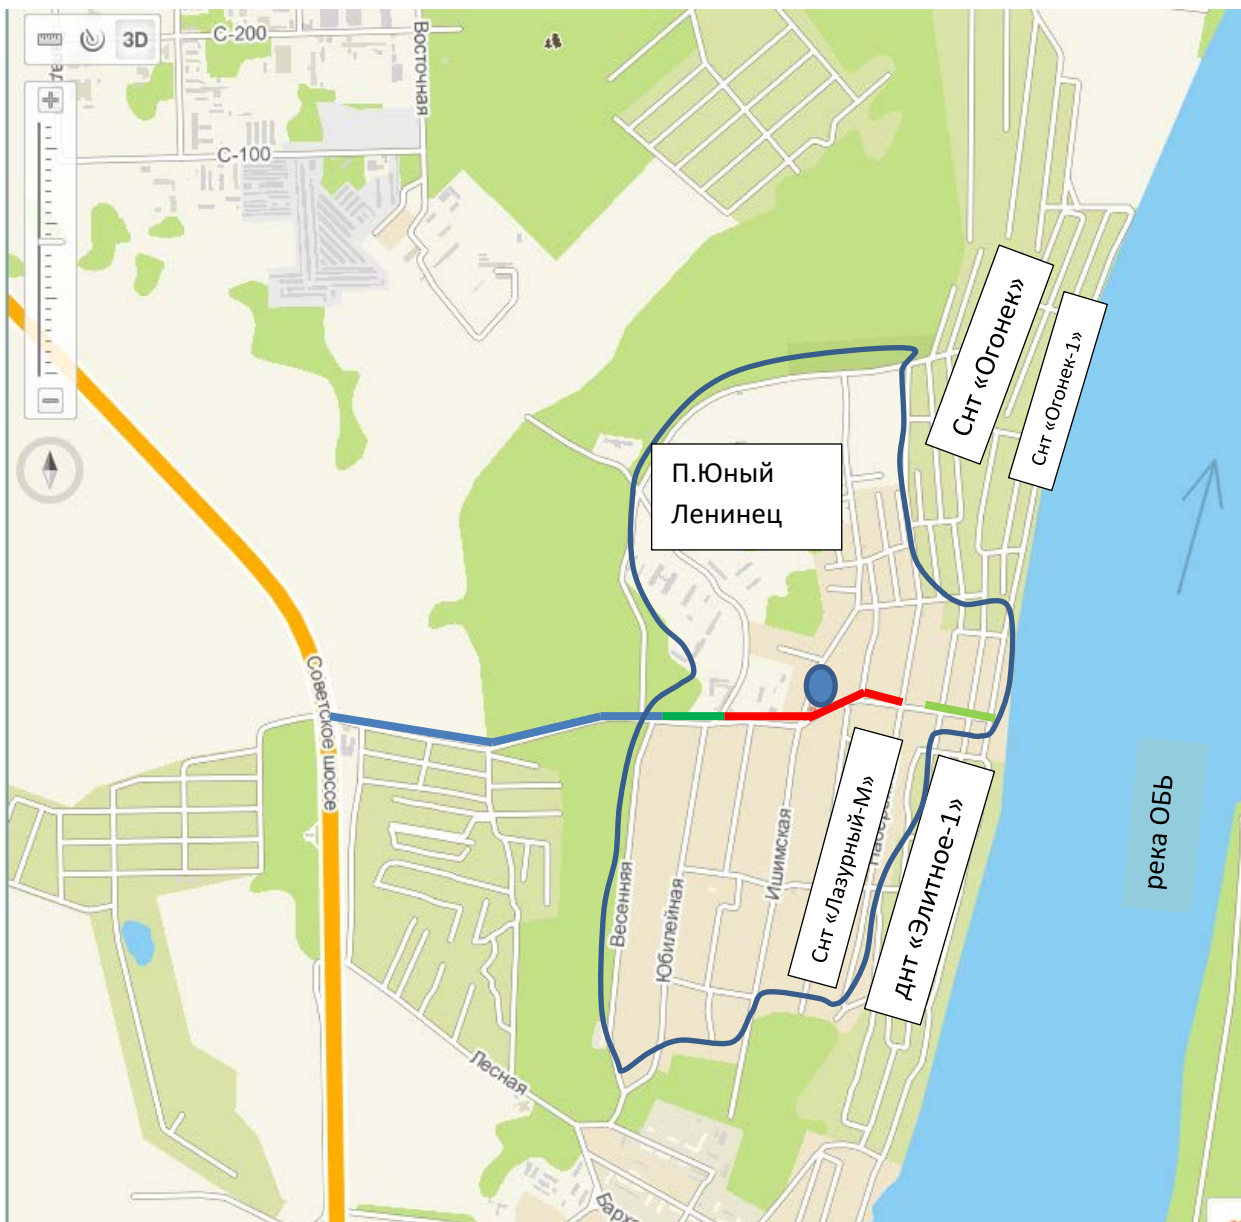 3D
С-200
Восточная
С-100
Снт «Огонек»
Снт «Огонек-1»
П.Юный
Ленинец
Советское шоссе
Весенняя
Юбилейная
Ишимская
Снт «Лазурный-М»
днт «Элитное-1»
река ОБЬ
Лесная